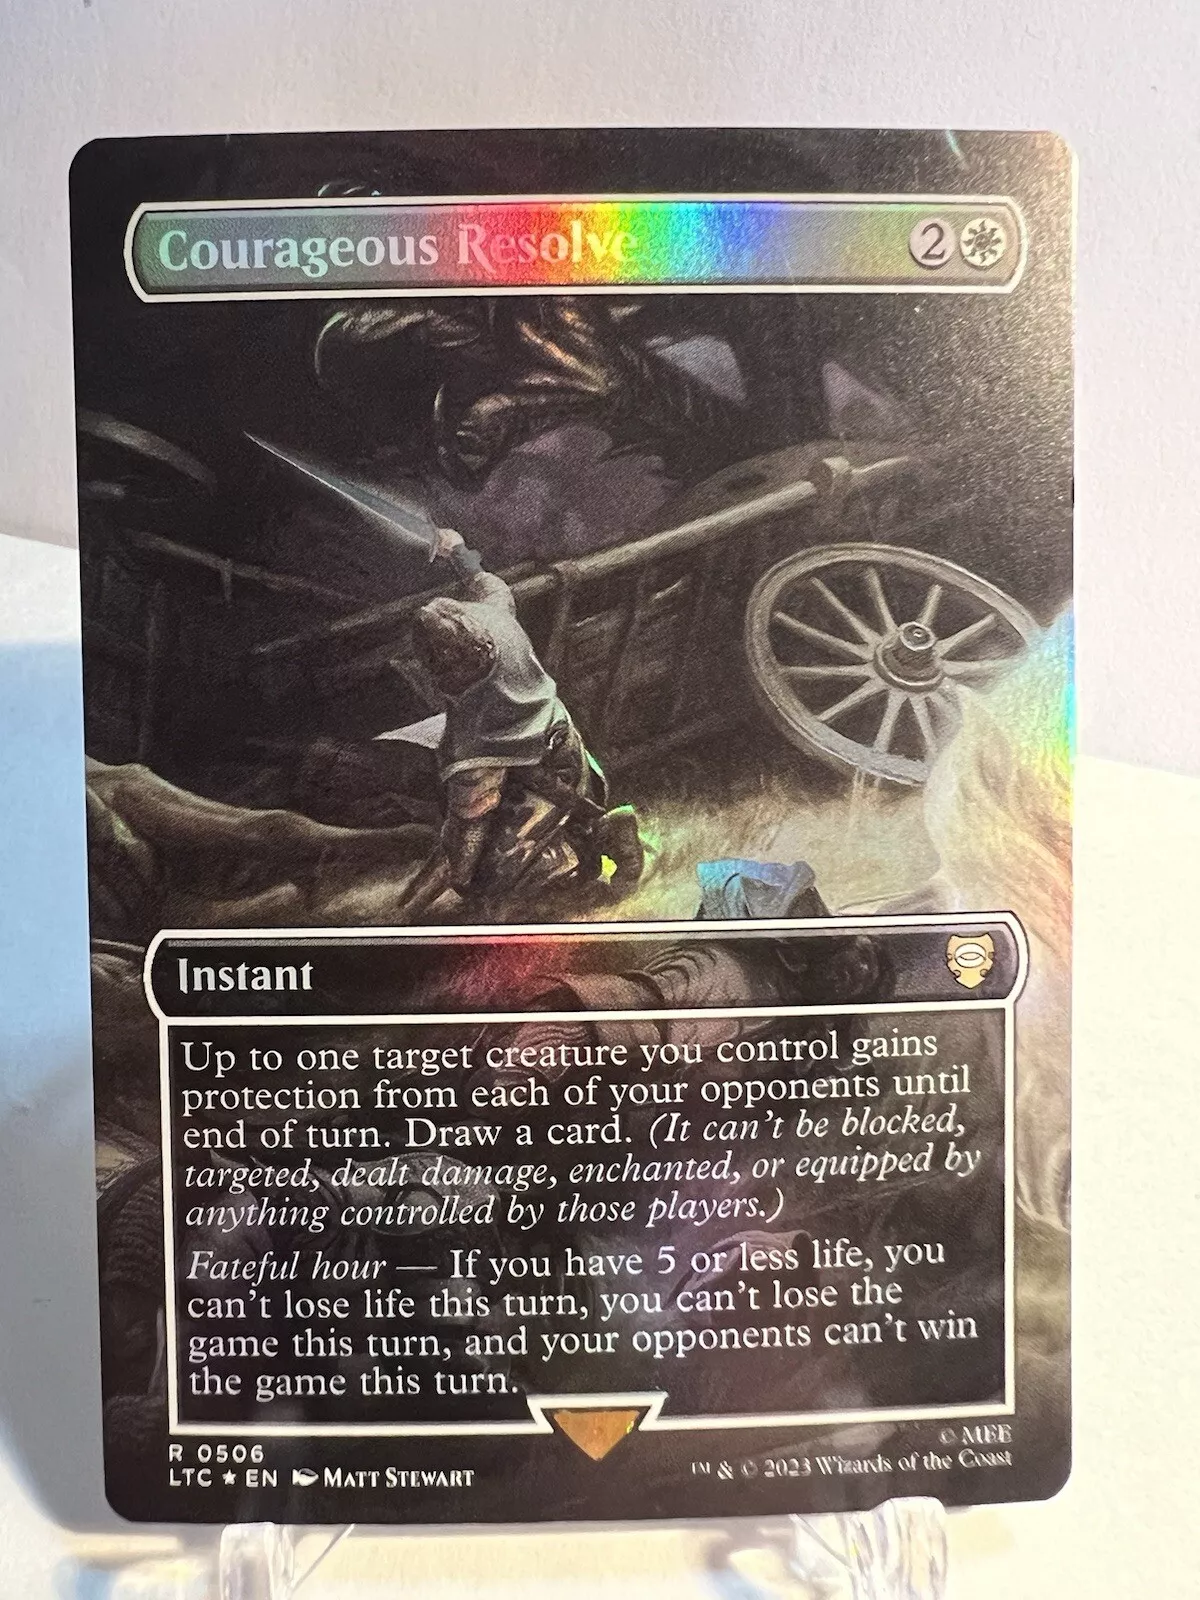 Courageous Resolve 2
Instant
Up to one target creature you control gains
protection from each of your opponents until
end of turn. Draw a card. (It can't be blocked,
targeted, dealt damage, enchanted, or equipped by
anything controlled by those players.)
Fateful hour — If you have 5 or less life, you
can't lose life this turn, you can't lose the
game this turn, and your opponents can't win
the game this turn.
R 0506
© MEE
LTC ★ EN MATT STEWART
™ & © 2023 Wizards of the Coast